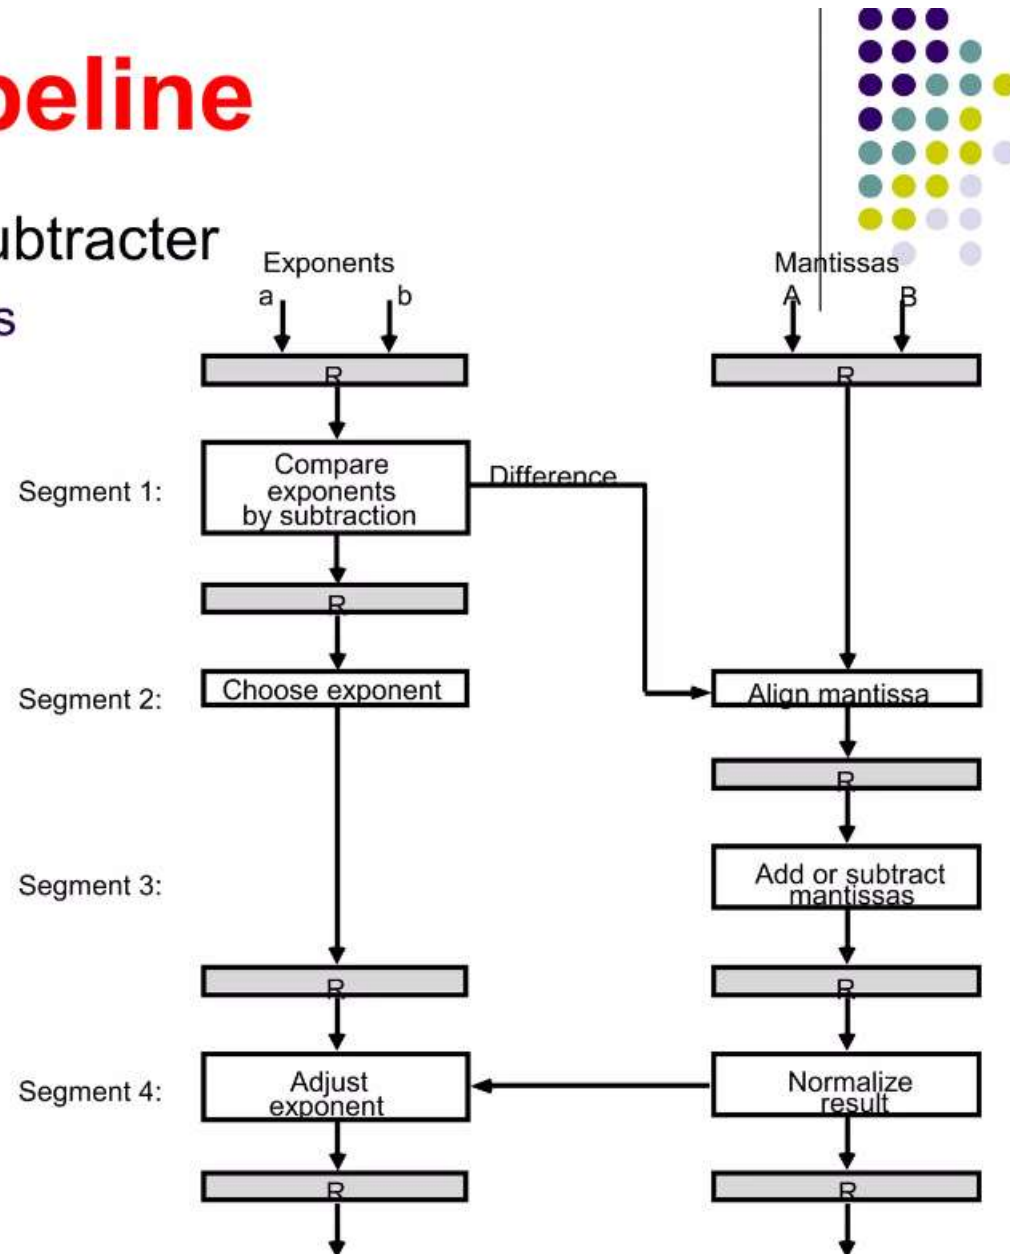 peline
ubtracter
s
Exponents
a b
Mantissas
A B
R
R
Segment 1:
Compare
exponents
by subtraction
Difference
R
Segment 2:
Choose exponent
Align mantissa
R
Segment 3:
Add or subtract
mantissas
R
R
Segment 4:
Adjust
exponent
Normalize
result
R
R